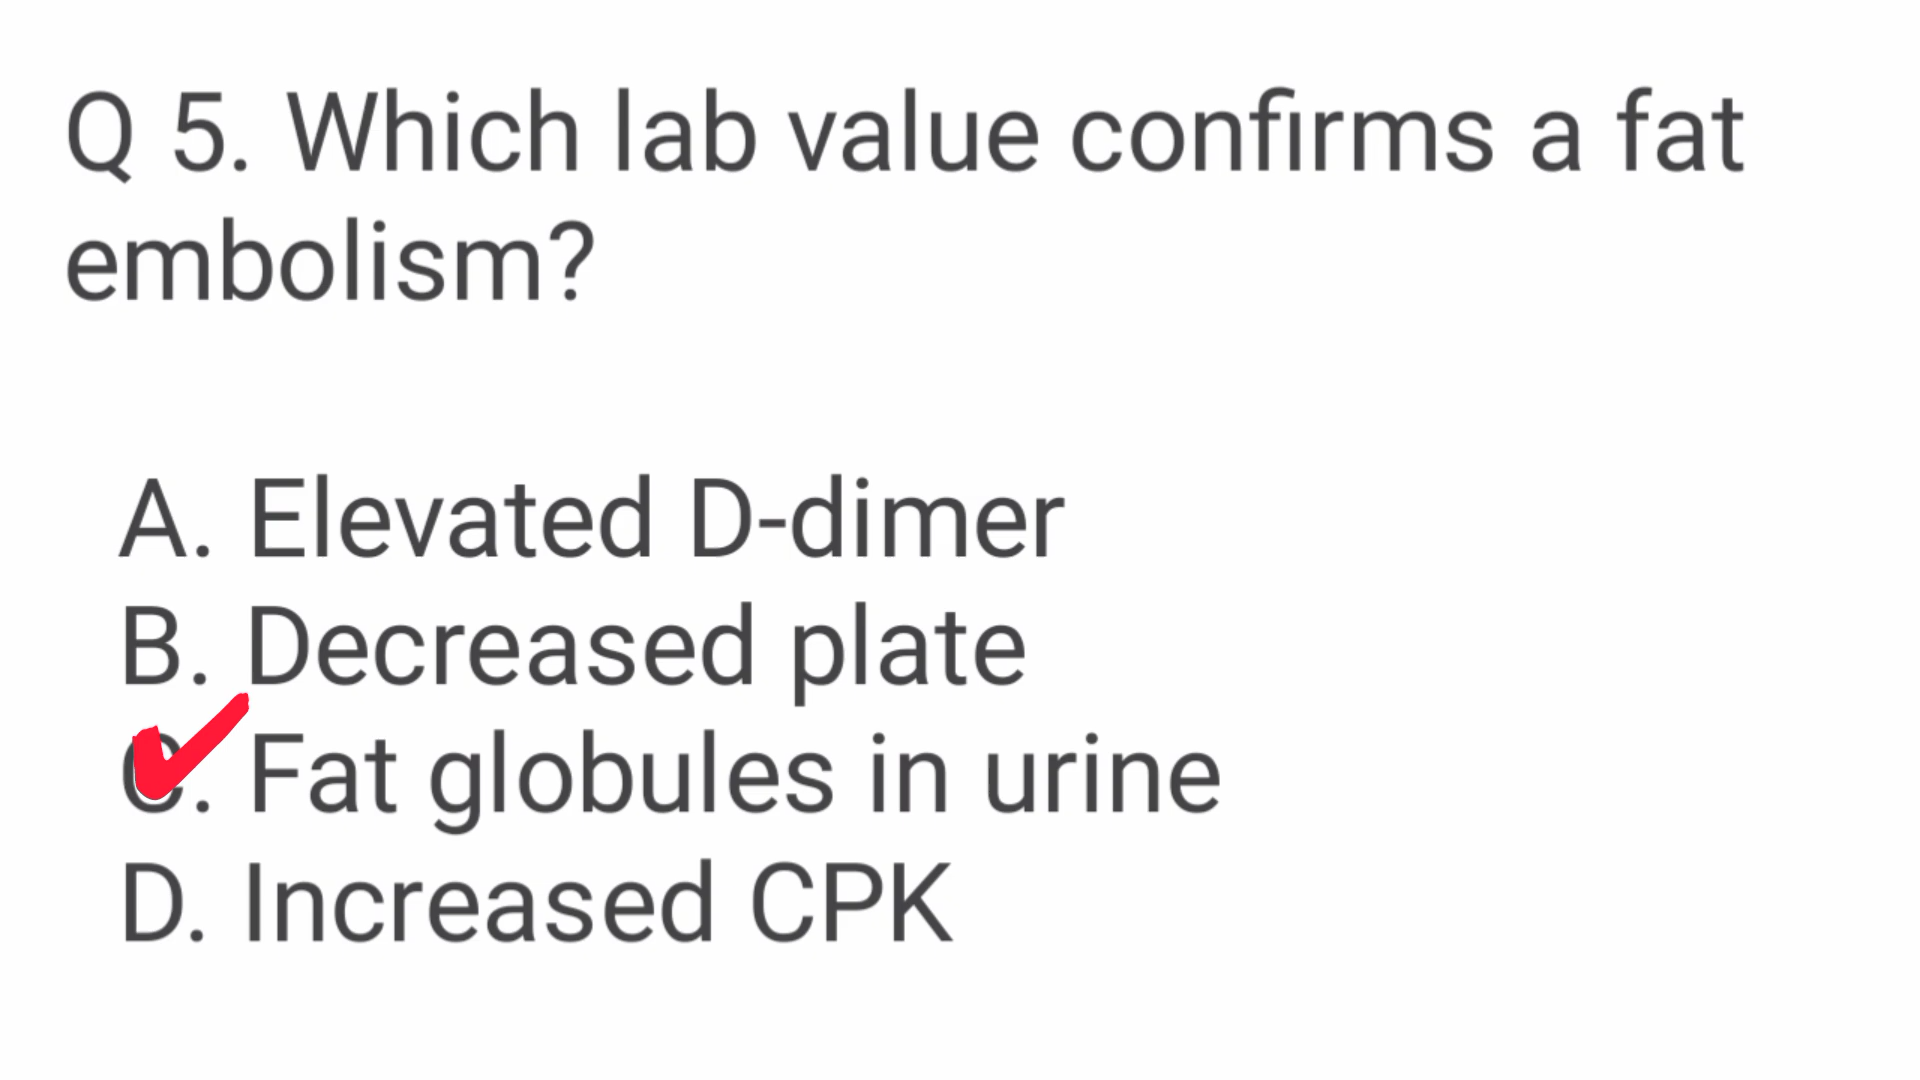 Q 5. Which lab value confirms a fat
embolism?
A. Elevated D-dimer
B. Decreased plate
C. Fat globules in urine
D. Increased CPK